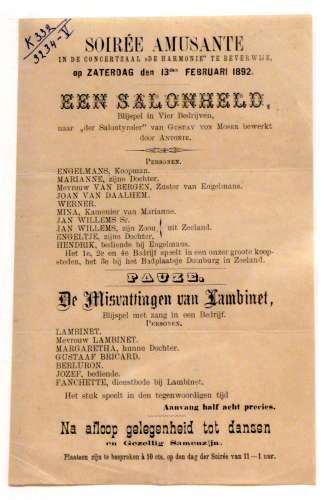 K 332
3234-V
SOIRÉE AMUSANTE
IN DE CONCERTZAAL »DE HARMONIE" TE BEVERWIJK,
op ZATERDAG den 13den FEBRUARI 1892.
EEN SALONHELD,
Blijspel in Vier Bedrijven,
naar „der Salontyroler" van GUSTAV VON MOSER bewerkt
door ANTONIE.
PERSONEN.
ENGELMANS, Koopman.
MARIANNE, zijne Dochter.
Mevrouw VAN BERGEN, Zuster van Engelmans.
JOAN VAN DAALHEM.
WERNER.
MINA, Kamenier van Marianne.
JAN WILLEMS Sr.
JAN WILLEMS, zijn Zoon uit Zeeland.
ENGELTJE, zijne Dochter,
HENDRIK, bediende bij Engelmans.
Het 1e, 2e en 4e Bedrijf speelt in een onzer groote koop-
steden, het 3e bij het Badplaatsje Domburg in Zeeland.
PAUZE.
De Misvattingen van Lambinet,
Blijspel met zang in een Bedrijf.
PERSONEN.
LAMBINET.
Mevrouw LAMBINET.
MARGARETHA, hunne Dochter.
GUSTAAF BRICARD.
BERLURON.
JOZEF, bediende.
FANCHETTE, dienstbode bij Lambinet.
Het stuk speelt in den tegenwoordigen tijd
Aanvang half acht precies.
Na afloop gelegenheid tot dansen
en Gezellig Samenzijn.
Plaatsen zijn te bespreken à 10 cts. op den dag der Soirée van 11—1 uur.